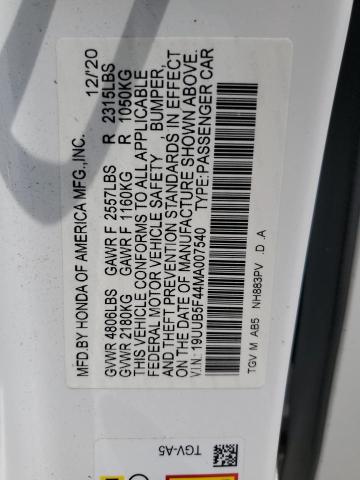 MFD.BY HONDA OF AMERICA MFG.,INC. 12/'20
GVWR 4806LBS GAWR F 2557LBS R 2315LBS
GVWR 2180KG GAWR F 1160KG R 1050KG
THIS VEHICLE CONFORMS TO ALL APPLICABLE
FEDERAL MOTOR VEHICLE SAFETY , BUMPER,
AND THEFT PREVENTION STANDARDS IN EFFECT
ON THE DATE OF MANUFACTURE SHOWN ABOVE.
V.I.N.: 19UUB5F44MA007540 TYPE:PASSENGER CAR
TGV M AB5 NH883PV .D .A
TGV-A5